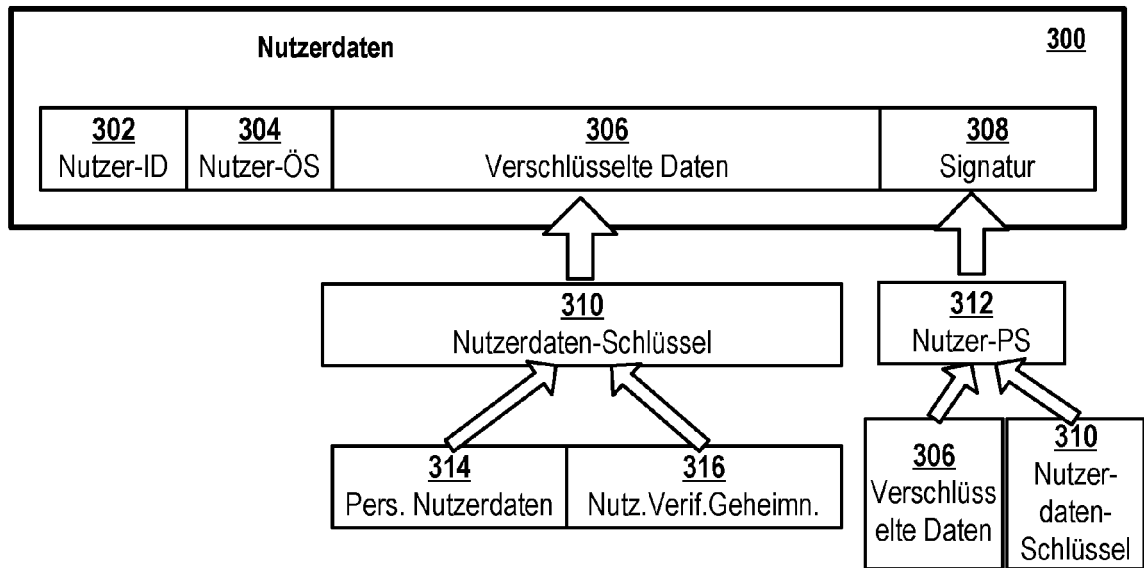 Nutzerdaten
300
302
Nutzer-ID
304
Nutzer-ÖS
306
Verschlüsselte Daten
308
Signatur
310
Nutzerdaten-Schlüssel
312
Nutzer-PS
314
Pers. Nutzerdaten
316
Nutz.Verif.Geheimn.
306
Verschlüss
elte Daten
310
Nutzer-
daten-
Schlüssel